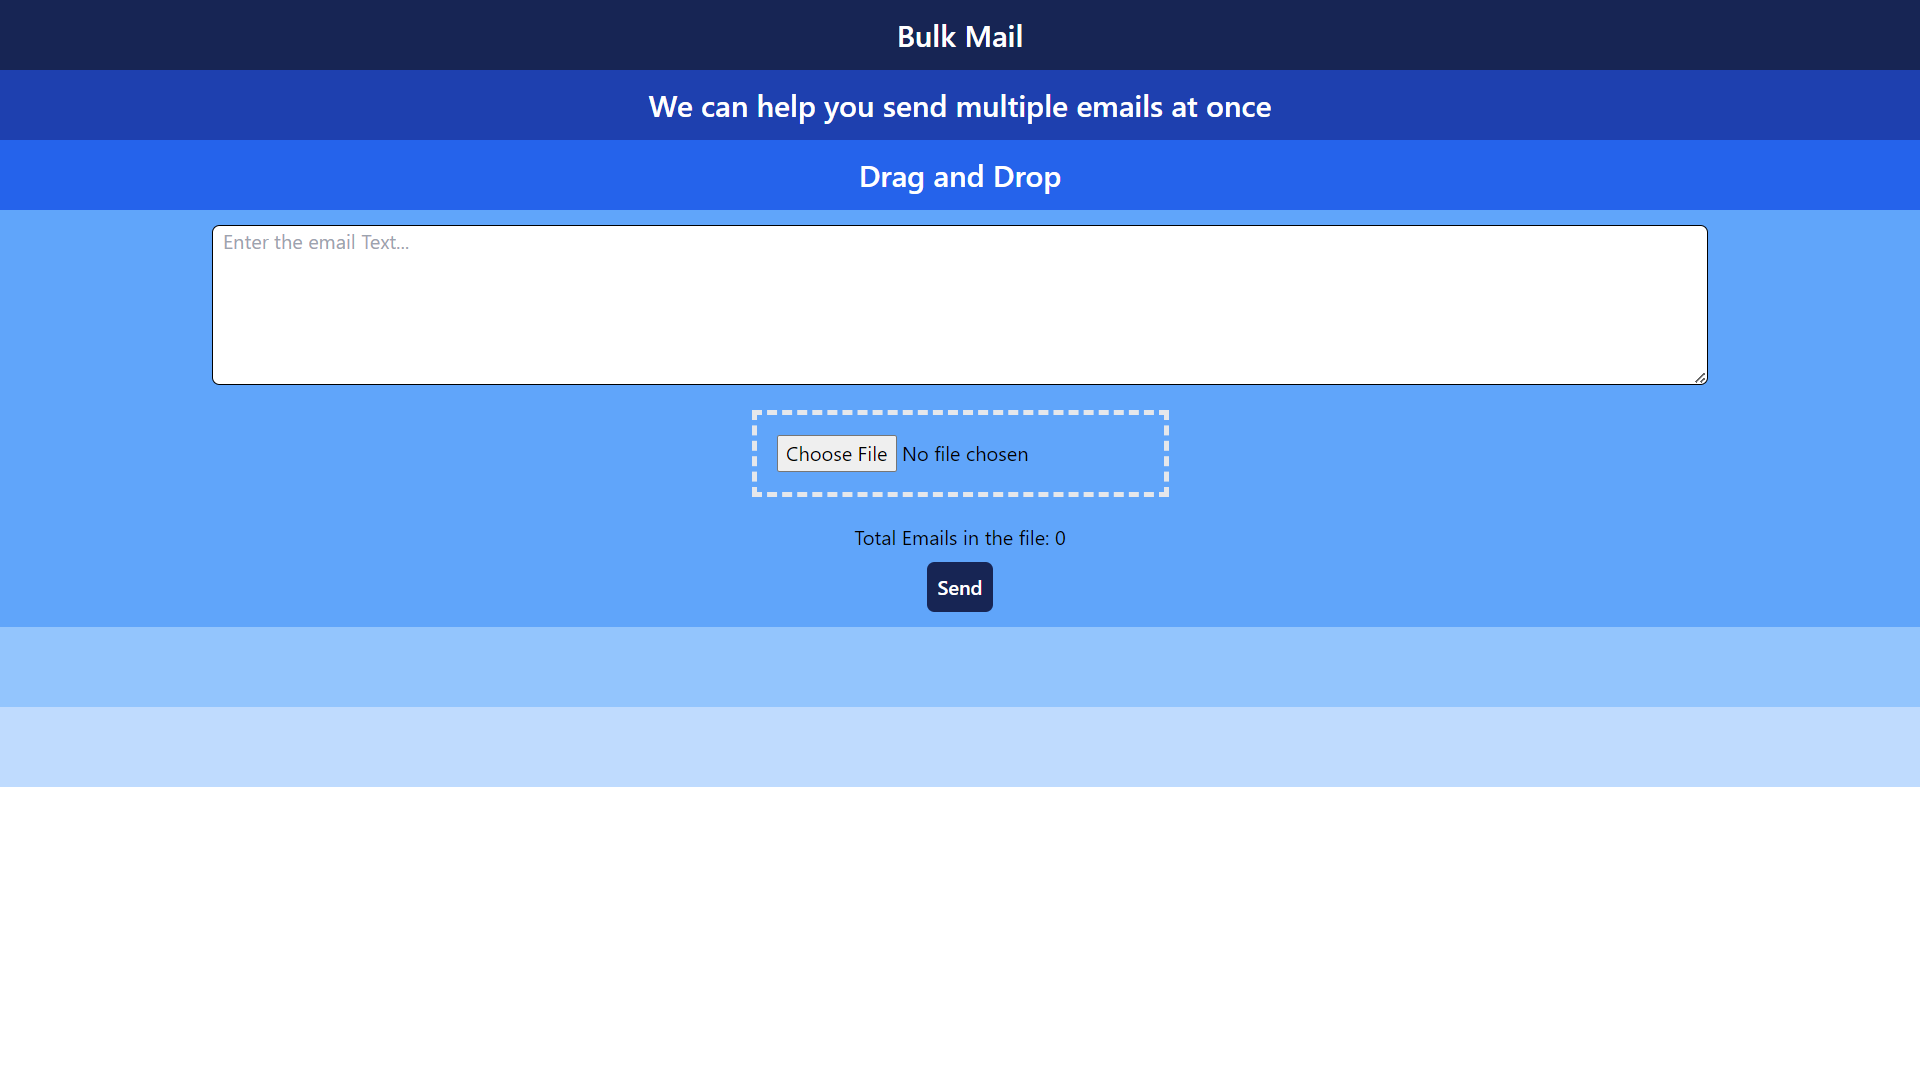 Bulk Mail
We can help you send multiple emails at once
Drag and Drop
Enter the email Text...
Choose File No file chosen
Total Emails in the file: 0
Send